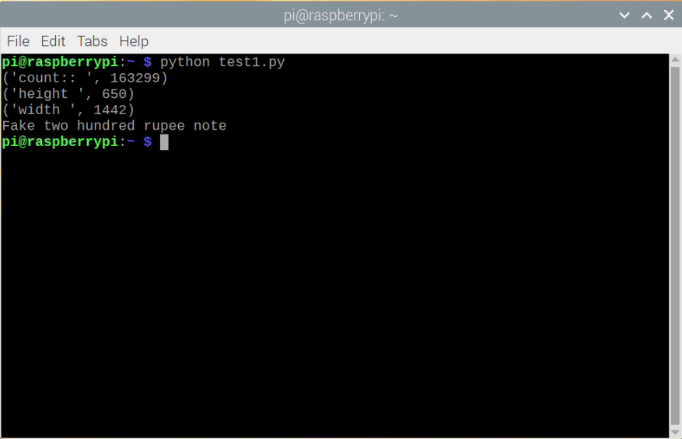 pi@raspberrypi: ~
File Edit Tabs Help
pi@raspberrypi:~ $ python test1.py
('count:: ', 163299)
('height ', 650)
('width ', 1442)
Fake two hundred rupee note
pi@raspberrypi:~ $